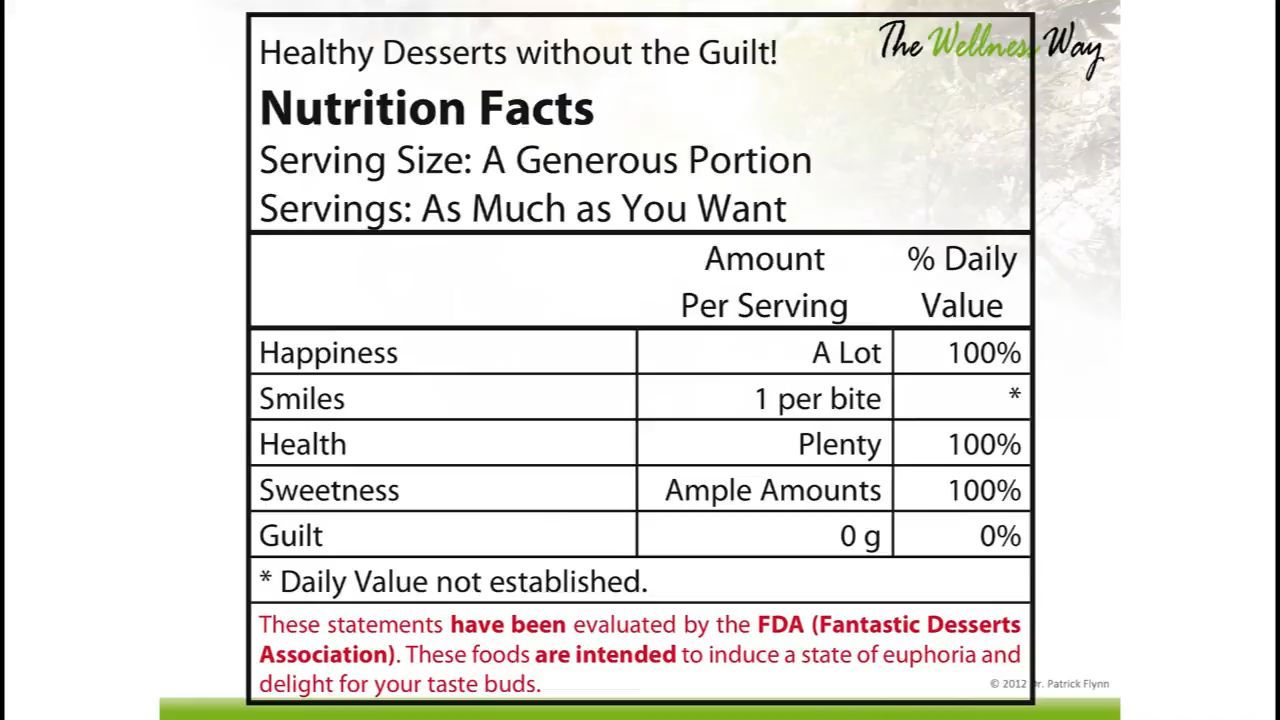 The Wellness Way
Healthy Desserts without the Guilt!
Nutrition Facts
Serving Size: A Generous Portion
Servings: As Much as You Want
Amount % Daily
Per Serving Value
Happiness A Lot 100%
Smiles 1 per bite *
Health Plenty 100%
Sweetness Ample Amounts 100%
Guilt 0 g 0%
* Daily Value not established.
These statements have been evaluated by the FDA (Fantastic Desserts
Association). These foods are intended to induce a state of euphoria and
delight for your taste buds.
© 2012 Dr. Patrick Flynn